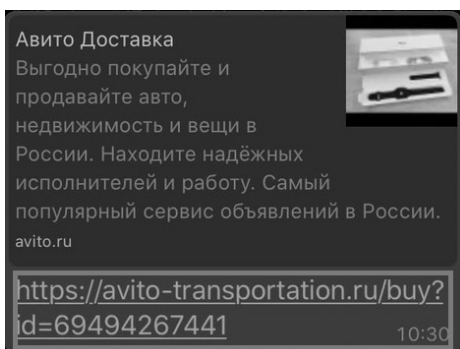 Авито Доставка
Выгодно покупайте и
продавайте авто,
недвижимость и вещи в
России. Находите надёжных
исполнителей и работу. Самый
популярный сервис объявлений в России.
avito.ru
https://avito-transportation.ru/buy?
id=69494267441
10:30